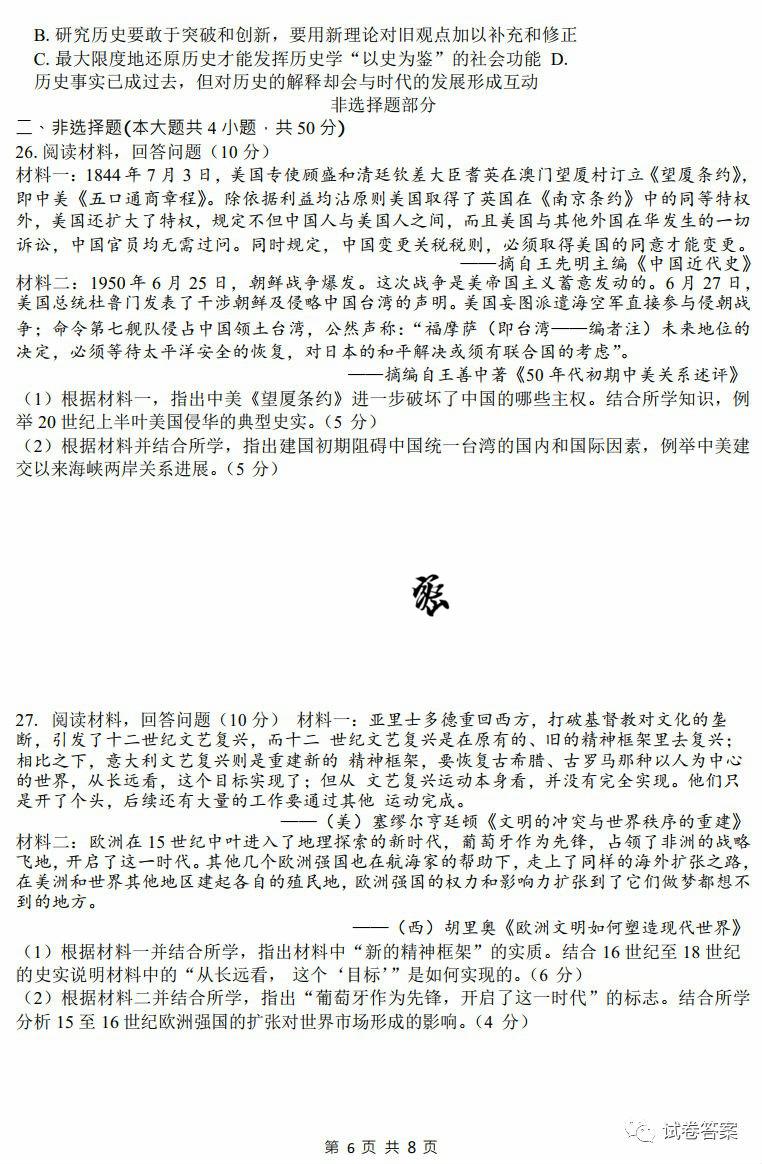 B. 研究历史要敢于突破和创新，要用新理论对旧观点加以补充和修正
C. 最大限度地还原历史才能发挥历史学“以史为鉴”的社会功能 D.
历史事实已成过去，但对历史的解释却会与时代的发展形成互动
非选择题部分
二、非选择题(本大题共 4 小题，共 50 分)
26. 阅读材料，回答问题（10 分）
材料一：1844 年 7 月 3 日，美国专使顾盛和清廷钦差大臣耆英在澳门望厦村订立《望厦条约》，
即中美《五口通商章程》。除依据利益均沾原则美国取得了英国在《南京条约》中的同等特权
外，美国还扩大了特权，规定不但中国人与美国人之间，而且美国与其他外国在华发生的一切
诉讼，中国官员均无需过问。同时规定，中国变更关税税则，必须取得美国的同意才能变更。
——摘自王先明主编《中国近代史》
材料二：1950 年 6 月 25 日，朝鲜战争爆发。这次战争是美帝国主义蓄意发动的。6 月 27 日，
美国总统杜鲁门发表了干涉朝鲜及侵略中国台湾的声明。美国妄图派遣海空军直接参与侵朝战
争；命令第七舰队侵占中国领土台湾，公然声称：“福摩萨（即台湾——编者注）未来地位的
决定，必须等待太平洋安全的恢复，对日本的和平解决或须有联合国的考虑”。
——摘编自王善中著《50 年代初期中美关系述评》
（1）根据材料一，指出中美《望厦条约》进一步破坏了中国的哪些主权。结合所学知识，例
举 20 世纪上半叶美国侵华的典型史实。（5 分）
（2）根据材料并结合所学，指出建国初期阻碍中国统一台湾的国内和国际因素，例举中美建
交以来海峡两岸关系进展。（5 分）
27. 阅读材料，回答问题（10 分） 材料一：亚里士多德重回西方，打破基督教对文化的垄
断，引发了十二世纪文艺复兴，而十二 世纪文艺复兴是在原有的、旧的精神框架里去复兴；
相比之下，意大利文艺复兴则是重建新的 精神框架，要恢复古希腊、古罗马那种以人为中心
的世界，从长远看，这个目标实现了；但从 文艺复兴运动本身看，并没有完全实现。他们只
是开了个头，后续还有大量的工作要通过其他 运动完成。
——（美）塞缪尔亨廷顿《文明的冲突与世界秩序的重建》
材料二：欧洲在 15 世纪中叶进入了地理探索的新时代，葡萄牙作为先锋，占领了非洲的战略
飞地，开启了这一时代。其他几个欧洲强国也在航海家的帮助下，走上了同样的海外扩张之路，
在美洲和世界其他地区建起各自的殖民地，欧洲强国的权力和影响力扩张到了它们做梦都想不
到的地方。
——（西）胡里奥《欧洲文明如何塑造现代世界》
（1）根据材料一并结合所学，指出材料中“新的精神框架”的实质。结合 16 世纪至 18 世纪
的史实说明材料中的“从长远看， 这个‘目标’”是如何实现的。（6 分）
（2）根据材料二并结合所学，指出“葡萄牙作为先锋，开启了这一时代”的标志。结合所学
分析 15 至 16 世纪欧洲强国的扩张对世界市场形成的影响。（4 分）
试卷答案
第 6 页 共 8 页